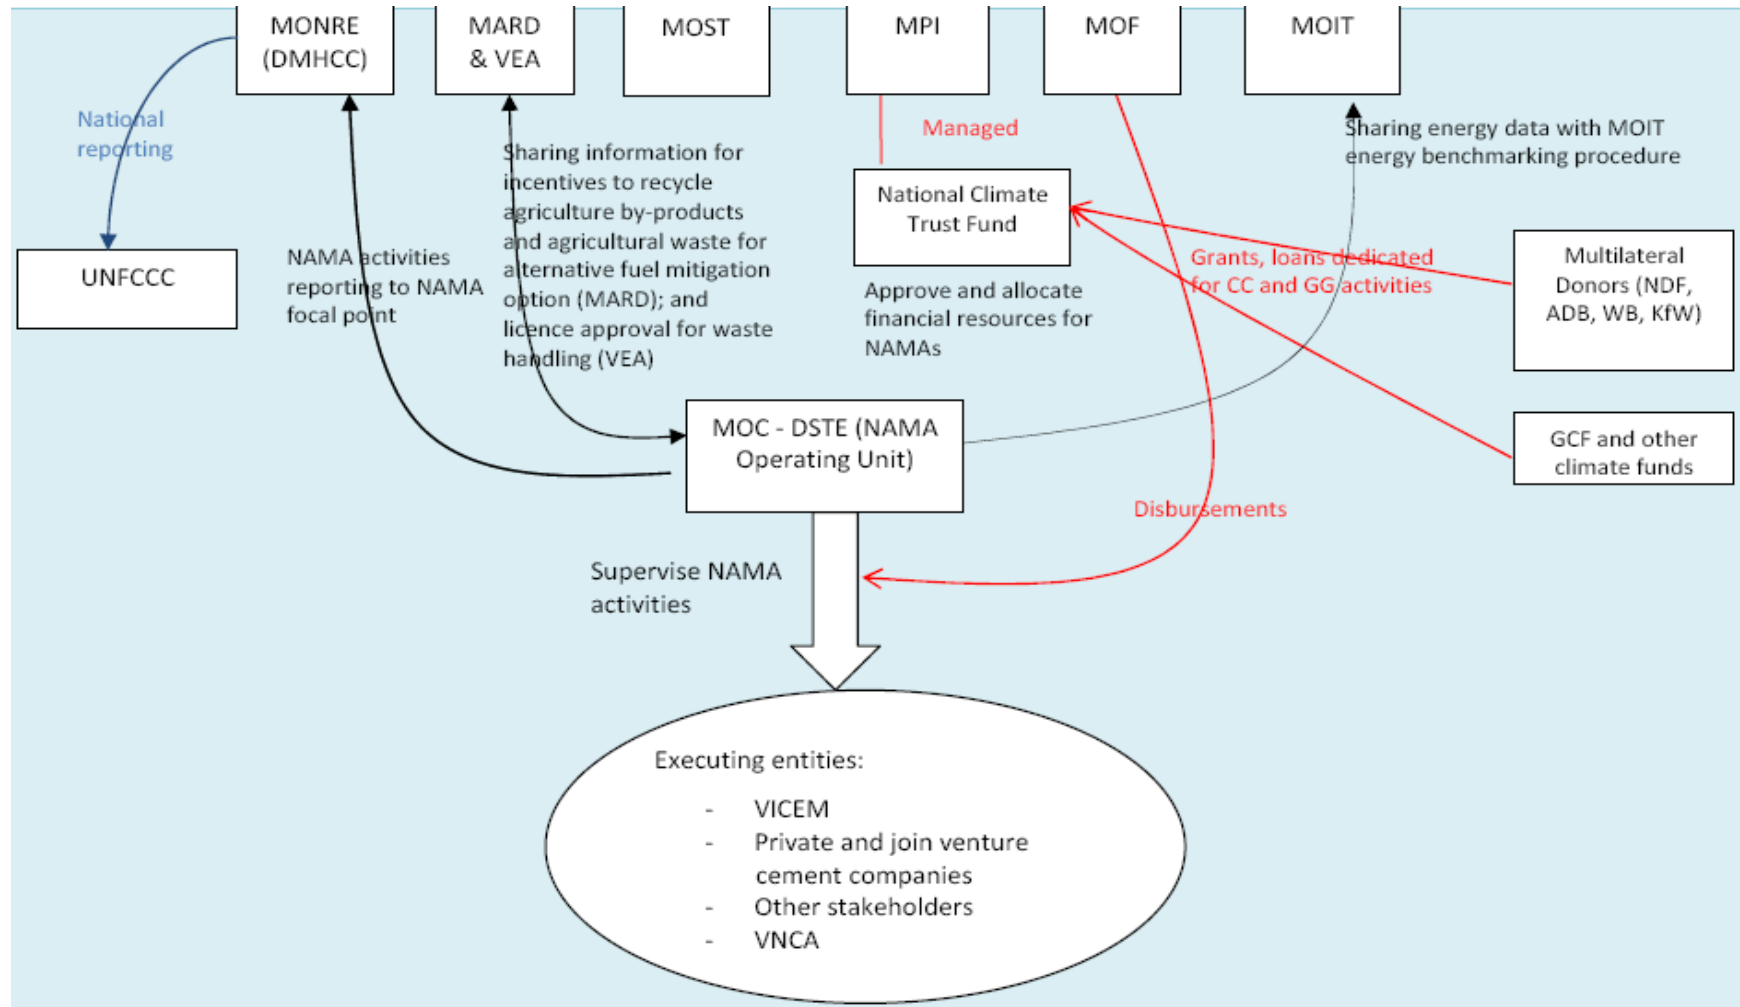 MONRE
(DMHCC)
MARD
& VEA
MOST
MPI
MOF
MOIT
National
reporting
Managed
Sharing energy data with MOIT
energy benchmarking procedure
Sharing information for
incentives to recycle
agriculture by-products
and agricultural waste for
alternative fuel mitigation
option (MARD); and
licence approval for waste
handling (VEA)
National Climate
Trust Fund
UNFCCC
NAMA activities
reporting to NAMA
focal point
Approve and allocate
financial resources for
NAMAs
Grants, loans dedicated
for CC and GG activities
Multilateral
Donors (NDF,
ADB, WB, KfW)
MOC - DSTE (NAMA
Operating Unit)
GCF and other
climate funds
Disbursements
Supervise NAMA
activities
Executing entities:
- VICEM
- Private and join venture
cement companies
- Other stakeholders
- VNCA